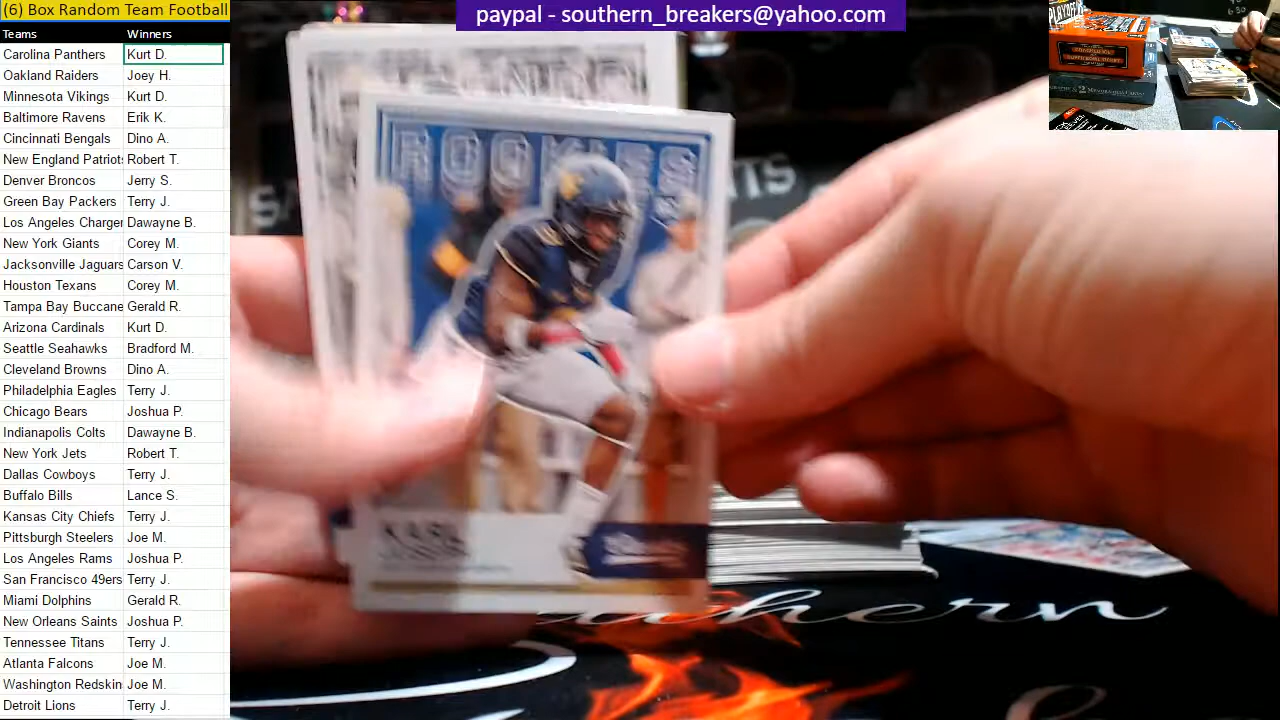 (6) Box Random Team Football
paypal - southern_breakers@yahoo.com
Teams Winners
Carolina Panthers Kurt D.
Oakland Raiders Joey H.
Minnesota Vikings Kurt D.
Baltimore Ravens Erik K.
Cincinnati Bengals Dino A.
New England Patriots Robert T.
Denver Broncos Jerry S.
Green Bay Packers Terry J.
Los Angeles Charger Dawayne B.
New York Giants Corey M.
Jacksonville Jaguars Carson V.
Houston Texans Corey M.
Tampa Bay Buccane Gerald R.
Arizona Cardinals Kurt D.
Seattle Seahawks Bradford M.
Cleveland Browns Dino A.
Philadelphia Eagles Terry J.
Chicago Bears Joshua P.
Indianapolis Colts Dawayne B.
New York Jets Robert T.
Dallas Cowboys Terry J.
Buffalo Bills Lance S.
Kansas City Chiefs Terry J.
Pittsburgh Steelers Joe M.
Los Angeles Rams Joshua P.
San Francisco 49ers Terry J.
Miami Dolphins Gerald R.
New Orleans Saints Joshua P.
Tennessee Titans Terry J.
Atlanta Falcons Joe M.
Washington Redskin Joe M.
Detroit Lions Terry J.
ROOKIES
KARL
PLAYOFF